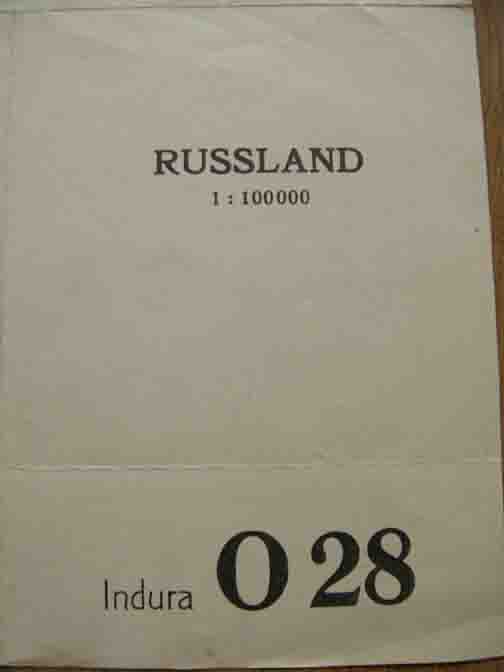 RUSSLAND
1 : 100000
Indura O 28